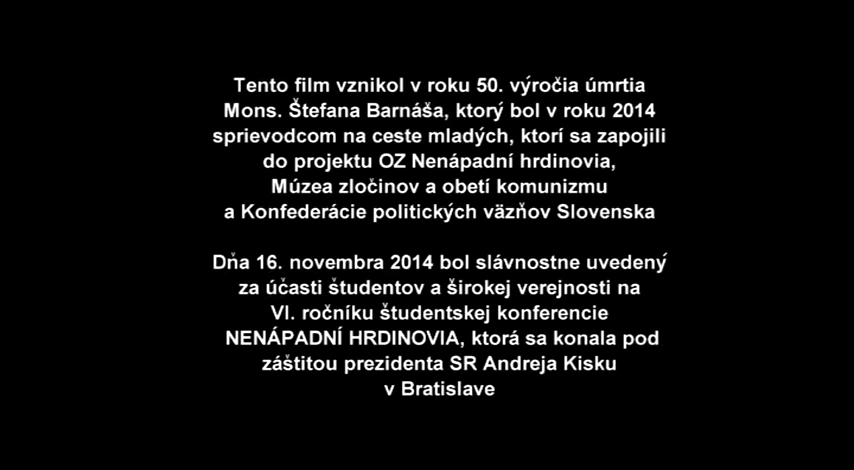 Tento film vznikol v roku 50. výročia úmrtia
Mons. Štefana Barnáša, ktorý bol v roku 2014
sprievodcom na ceste mladých, ktorí sa zapojili
do projektu OZ Nenápadní hrdinovia,
Múzea zločinov a obetí komunizmu
a Konfederácie politických väzňov Slovenska
Dňa 16. novembra 2014 bol slávnostne uvedený
za účasti študentov a širokej verejnosti na
VI. ročníku študentskej konferencie
NENÁPADNÍ HRDINOVIA, ktorá sa konala pod
záštitou prezidenta SR Andreja Kisku
v Bratislave